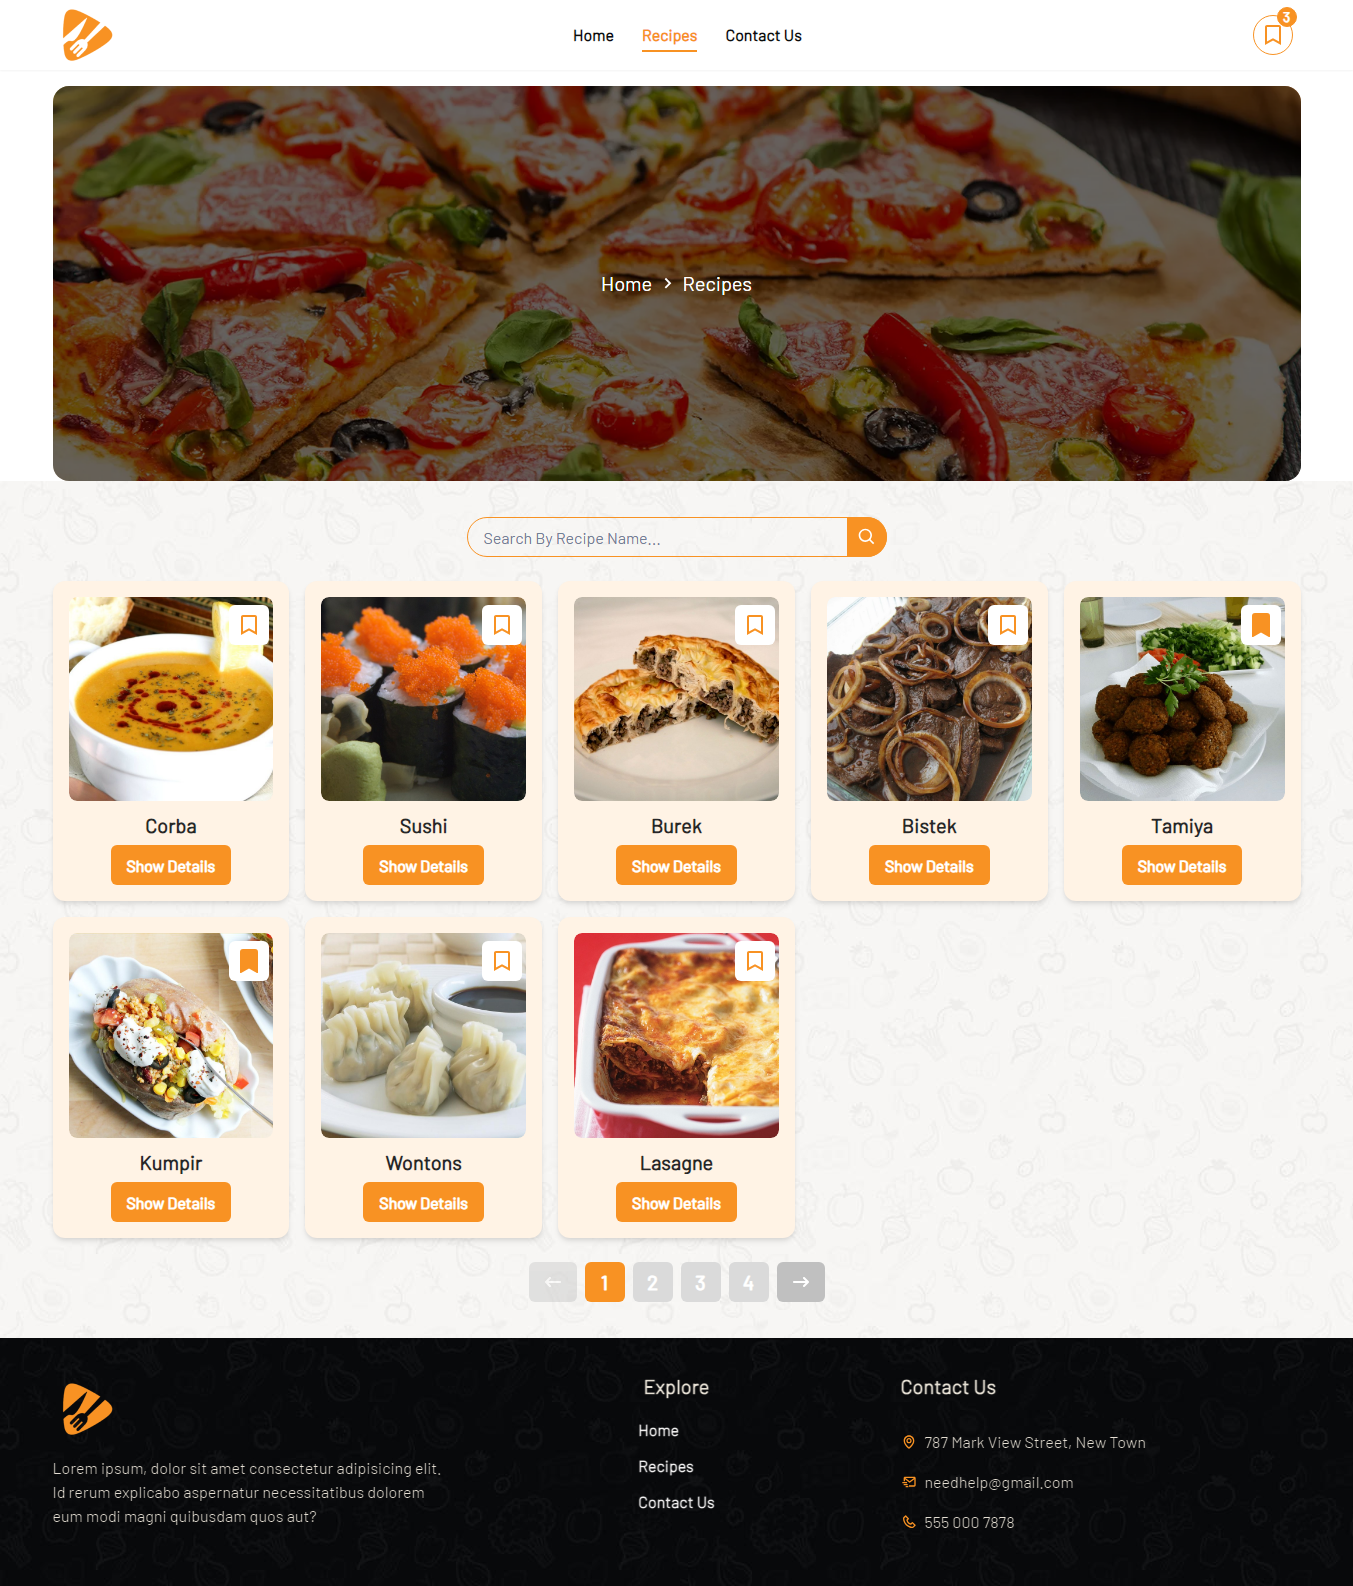 Home Recipes Contact Us 3
Home > Recipes
Search By Recipe Name...
Corba Sushi Burek Bistek Tamiya
Show Details Show Details Show Details Show Details Show Details
Kumpir Wontons Lasagne
Show Details Show Details Show Details
← 1 2 3 4 →
Explore Contact Us
Home
Recipes
Contact Us
787 Mark View Street, New Town
needhelp@gmail.com
555 000 7878
Lorem ipsum, dolor sit amet consectetur adipisicing elit.
Id rerum explicabo aspernatur necessitatibus dolorem
eum modi magni quibusdam quos aut?